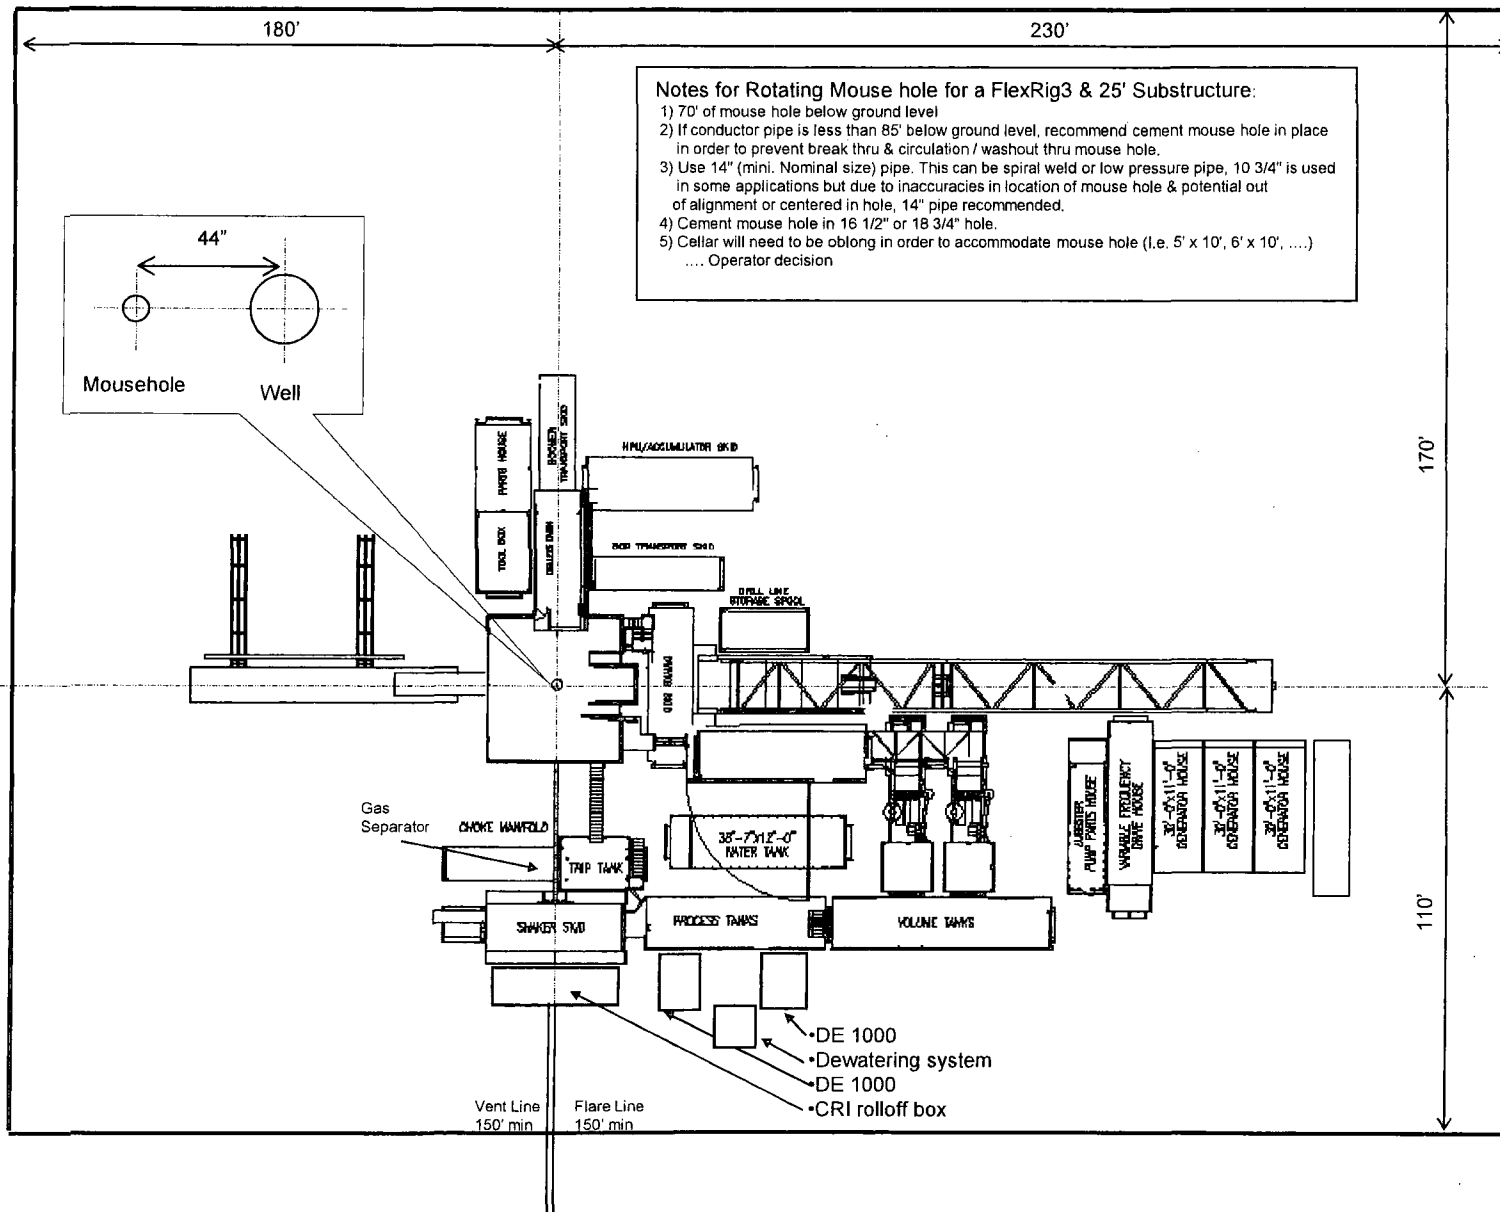 180'
230'
Notes for Rotating Mouse hole for a FlexRig3 & 25' Substructure:
1) 70' of mouse hole below ground level
2) If conductor pipe is less than 85' below ground level, recommend cement mouse hole in place
in order to prevent break thru & circulation / washout thru mouse hole.
3) Use 14" (mini. Nominal size) pipe. This can be spiral weld or low pressure pipe, 10 3/4" is used
in some applications but due to inaccuracies in location of mouse hole & potential out
of alignment or centered in hole, 14" pipe recommended.
4) Cement mouse hole in 16 1/2" or 18 3/4" hole.
5) Cellar will need to be oblong in order to accommodate mouse hole (I.e. 5' x 10', 6' x 10', ....)
.... Operator decision
44"
Mousehole
Well
170'
PARTS HOUSE
TOOL BOX
TRANSPORT SKID
HPU/ACCUMULATOR SKID
BOP TRANSPORT SKID
DRILL LINE
STORAGE SPOOL
Gas
Separator
CHOKE MANIFOLD
TRIP TANK
38'-7"x12'-0"
WATER TANK
PUMP PARTS HOUSE
VARIABLE FREQUENCY
DRIVE HOUSE
GENERATOR HOUSE
GENERATOR HOUSE
GENERATOR HOUSE
SHAKER SKID
PROCESS TANKS
VOLUME TANKS
110'
•DE 1000
•Dewatering system
•DE 1000
•CRI rolloff box
Vent Line
150' min
Flare Line
150' min